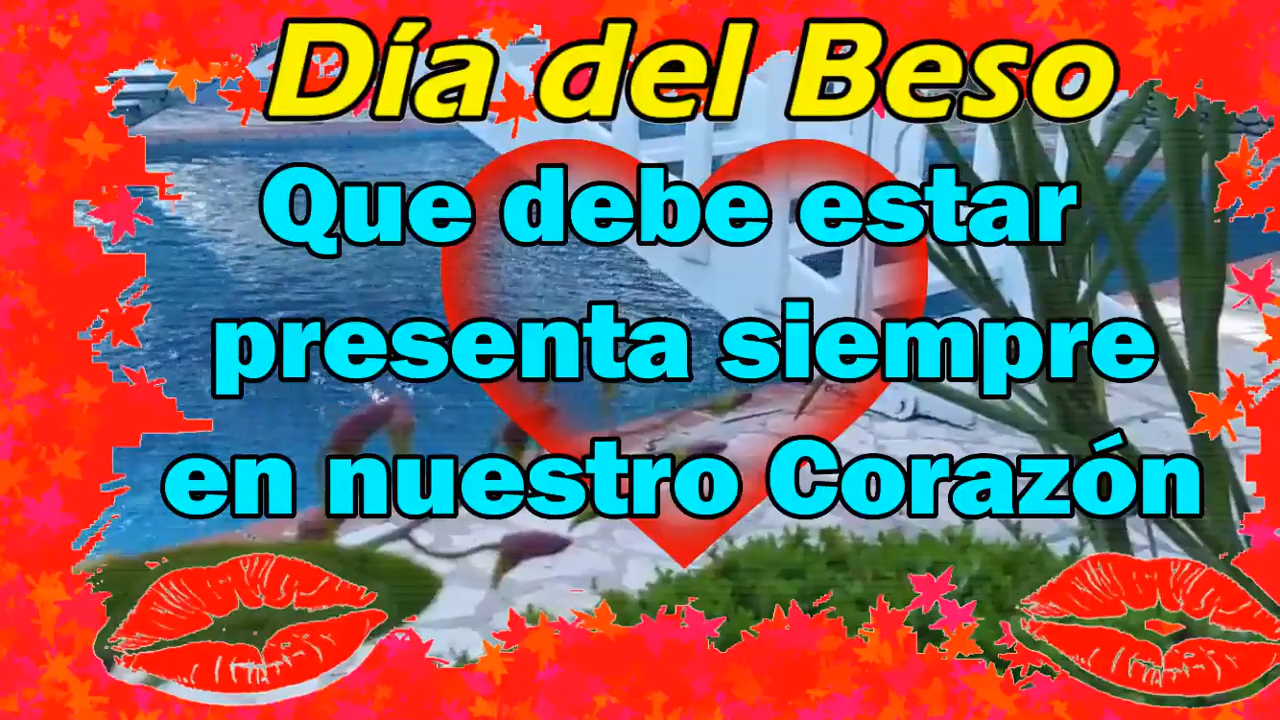 Día del Beso
Que debe estar
presenta siempre
en nuestro Corazón